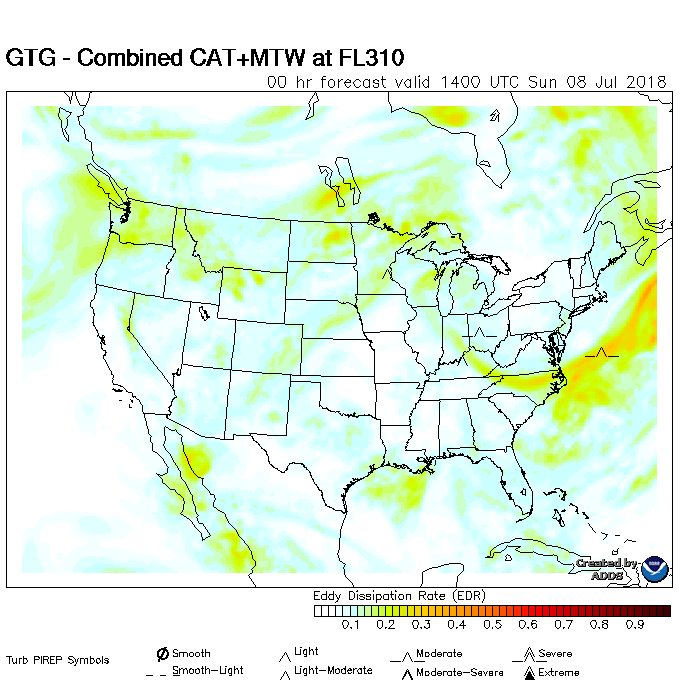 GTG - Combined CAT+MTW at FL310
00 hr forecast valid 1400 UTC Sun 08 Jul 2018
Created by
ADDS
Eddy Dissipation Rate (EDR)
0.1 0.2 0.3 0.4 0.5 0.6 0.7 0.8 0.9
Turb PIREP Symbols
Smooth Light Moderate Severe
Smooth-Light Light-Moderate Moderate-Severe Extreme